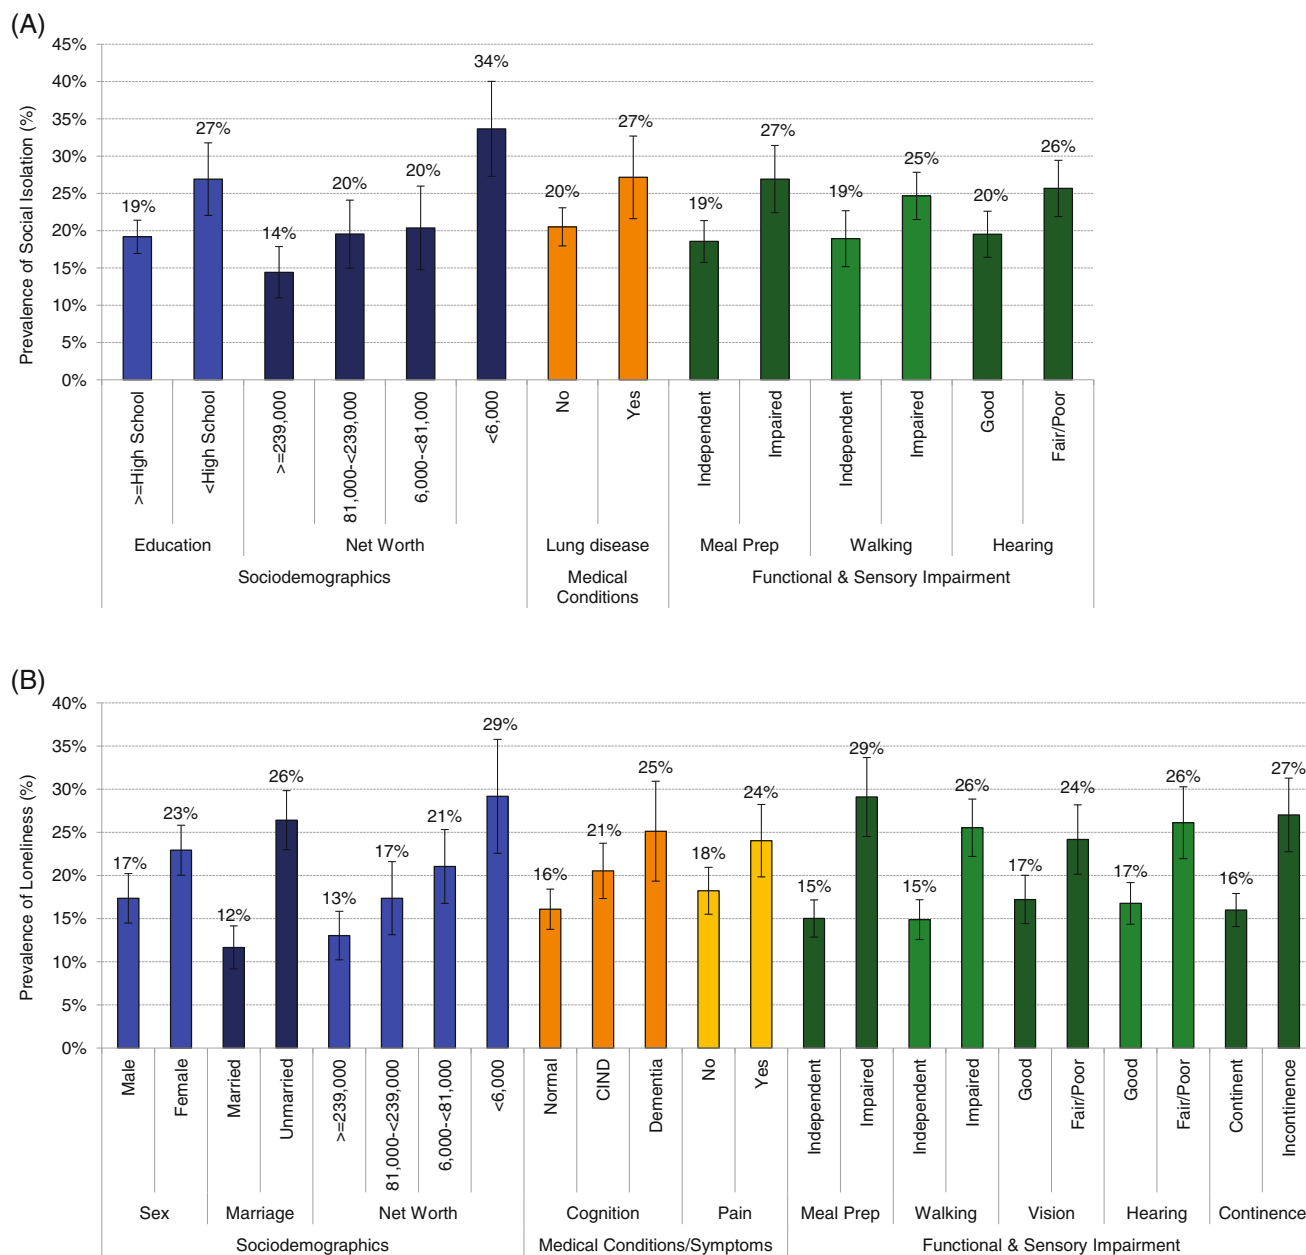 (A)
Prevalence of Social Isolation (%)
45%
40%
35%
30%
25%
20%
15%
10%
5%
0%
19%
27%
14%
20%
20%
34%
20%
27%
19%
27%
19%
25%
20%
26%
>=High School
<High School
>=239,000
81,000-<239,000
6,000-<81,000
<6,000
No
Yes
Independent
Impaired
Independent
Impaired
Good
Fair/Poor
Education
Net Worth
Lung disease
Meal Prep
Walking
Hearing
Sociodemographics
Medical
Conditions
Functional & Sensory Impairment
(B)
Prevalence of Loneliness (%)
40%
35%
30%
25%
20%
15%
10%
5%
0%
17%
23%
12%
26%
13%
17%
21%
29%
16%
21%
25%
18%
24%
15%
29%
15%
26%
17%
24%
17%
26%
16%
27%
Male
Female
Married
Unmarried
>=239,000
81,000-<239,000
6,000-<81,000
<6,000
Normal
CIND
Dementia
No
Yes
Independent
Impaired
Independent
Impaired
Good
Fair/Poor
Good
Fair/Poor
Continent
Incontinence
Sex
Marriage
Net Worth
Cognition
Pain
Meal Prep
Walking
Vision
Hearing
Continence
Sociodemographics
Medical Conditions/Symptoms
Functional & Sensory Impairment